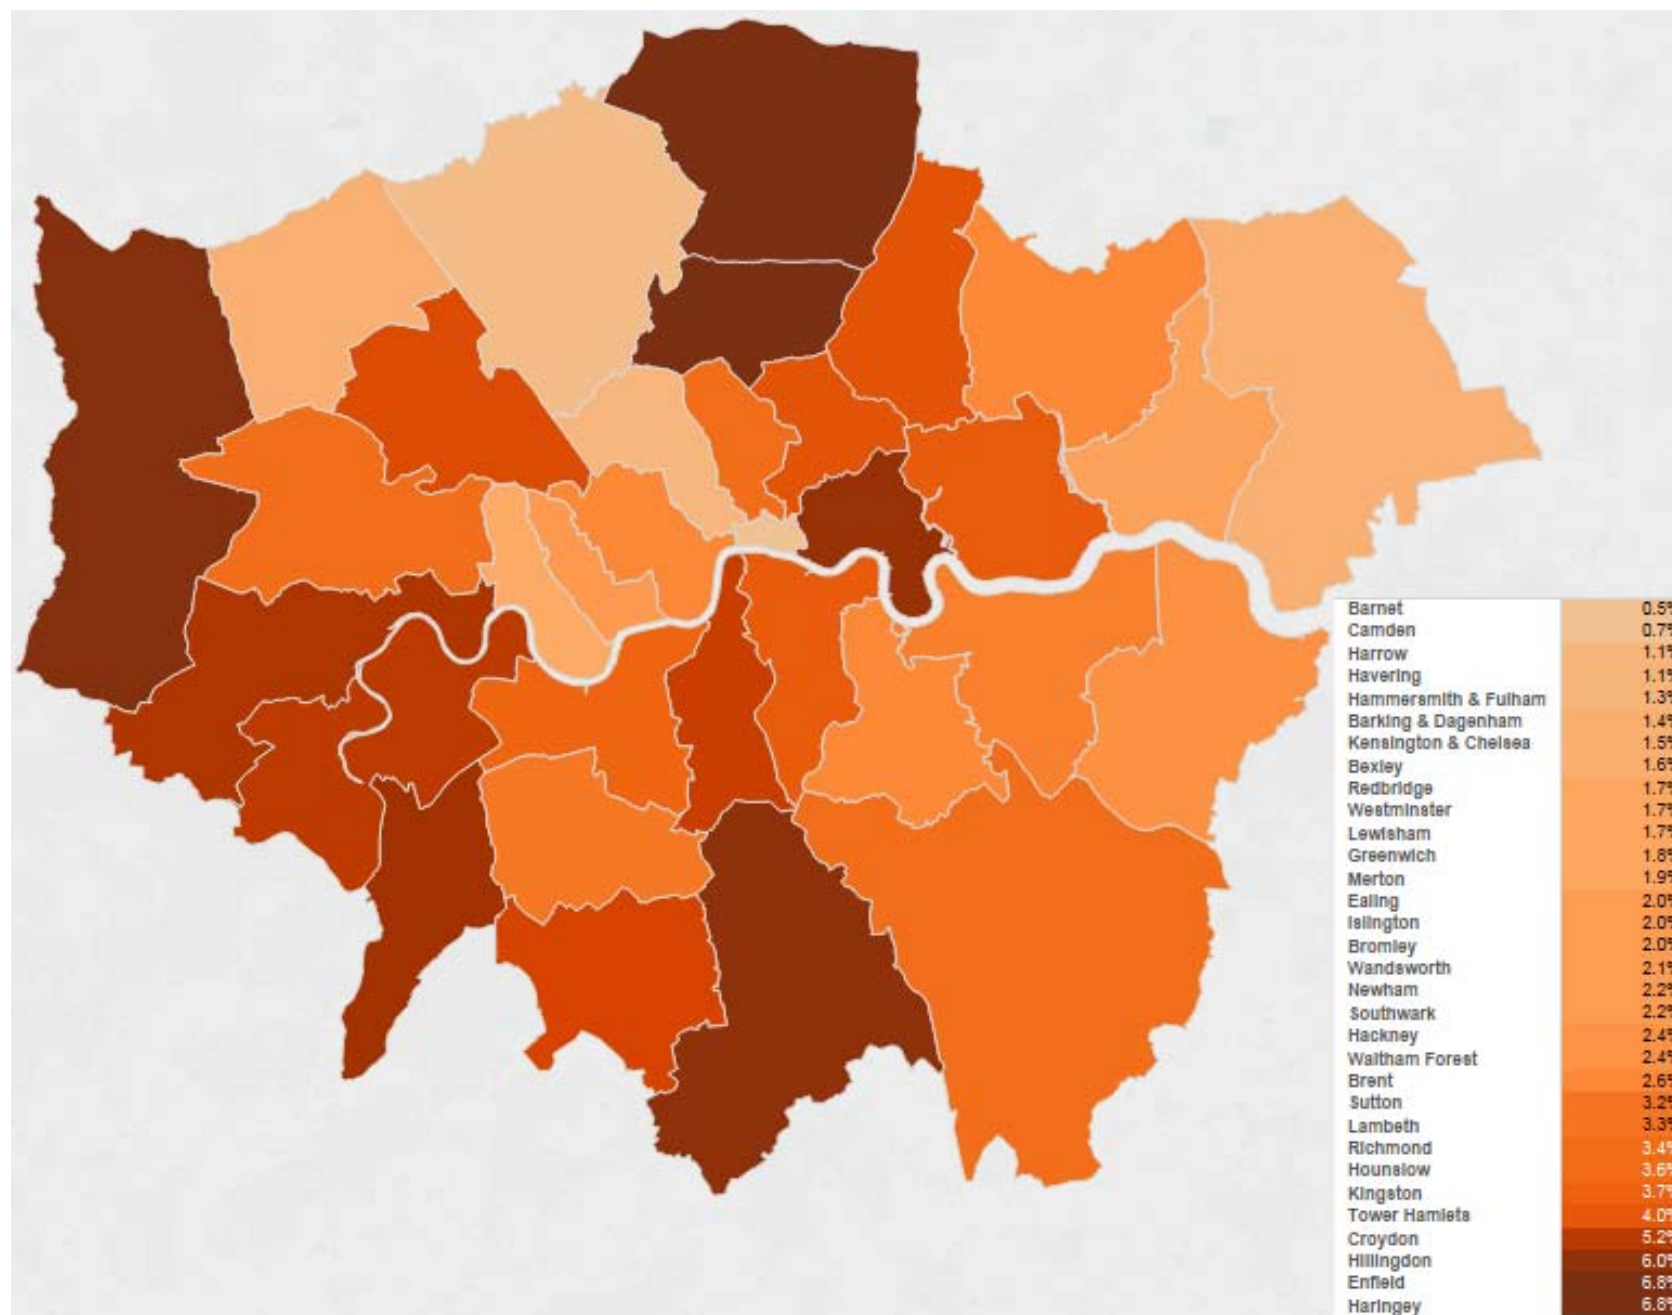 Barnet 0.5%
Camden 0.7%
Harrow 1.1%
Havering 1.1%
Hammersmith & Fulham 1.3%
Barking & Dagenham 1.4%
Kensington & Chelsea 1.5%
Bexley 1.6%
Redbridge 1.7%
Westminster 1.7%
Lewisham 1.7%
Greenwich 1.8%
Merton 1.9%
Ealing 2.0%
Islington 2.0%
Bromley 2.0%
Wandsworth 2.1%
Newham 2.2%
Southwark 2.2%
Hackney 2.4%
Waltham Forest 2.4%
Brent 2.6%
Sutton 3.2%
Lambeth 3.3%
Richmond 3.4%
Hounslow 3.6%
Kingston 3.7%
Tower Hamlets 4.0%
Croydon 5.2%
Hillingdon 6.0%
Enfield 6.8%
Haringey 6.8%